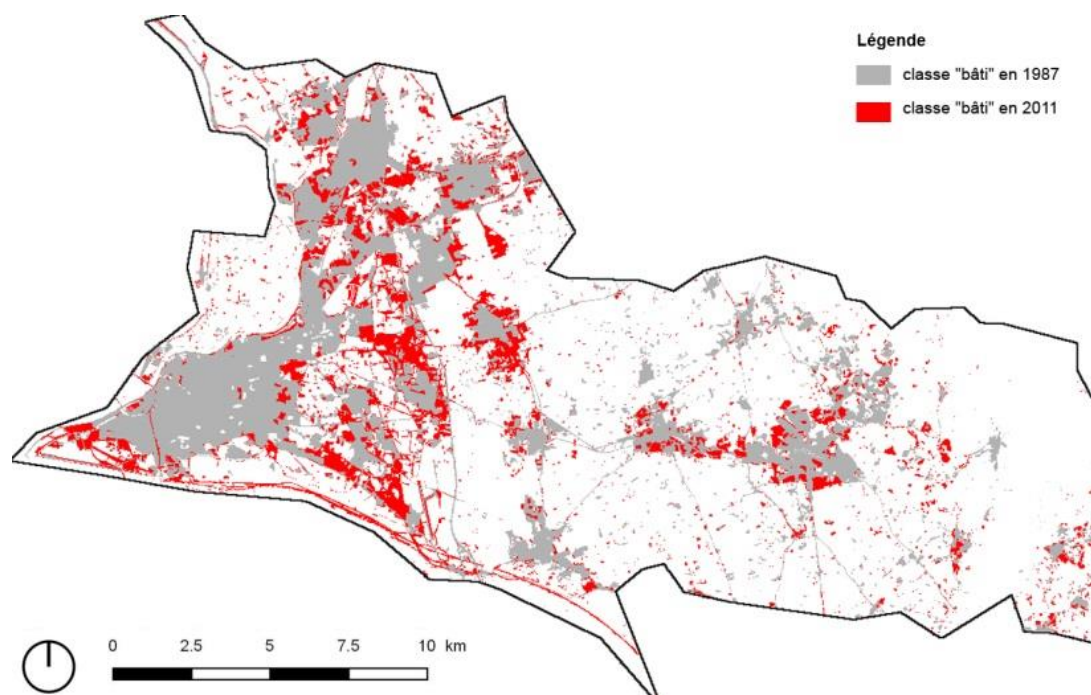 Légende
classe "bâti" en 1987
classe "bâti" en 2011
0 2.5 5 7.5 10 km